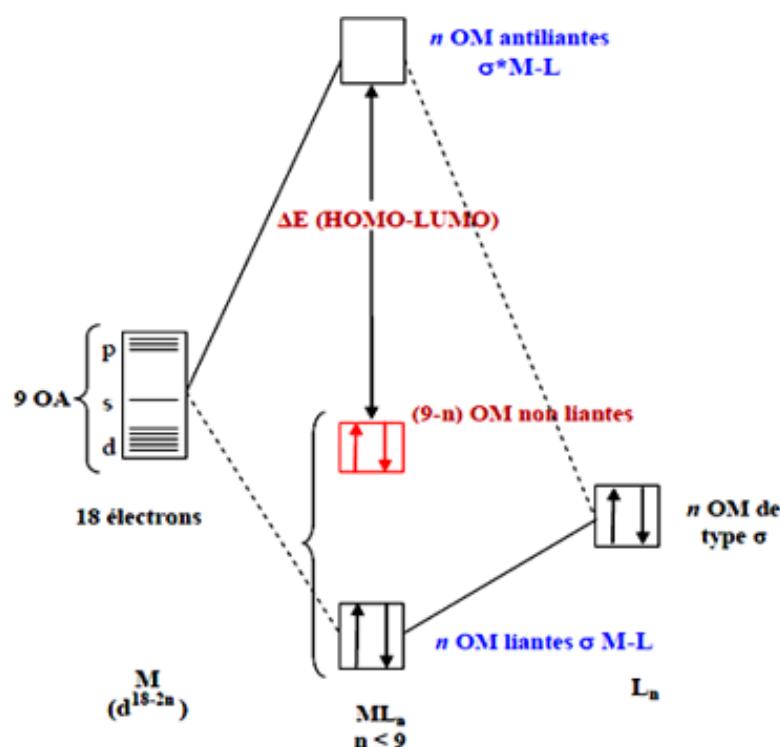 n OM antiliantes
σ*M-L
ΔE (HOMO-LUMO)
p
9 OA
s
d
(9-n) OM non liantes
18 électrons
n OM de
type σ
n OM liantes σ M-L
M
(d¹⁸⁻²ⁿ)
MLₙ
n < 9
Lₙ